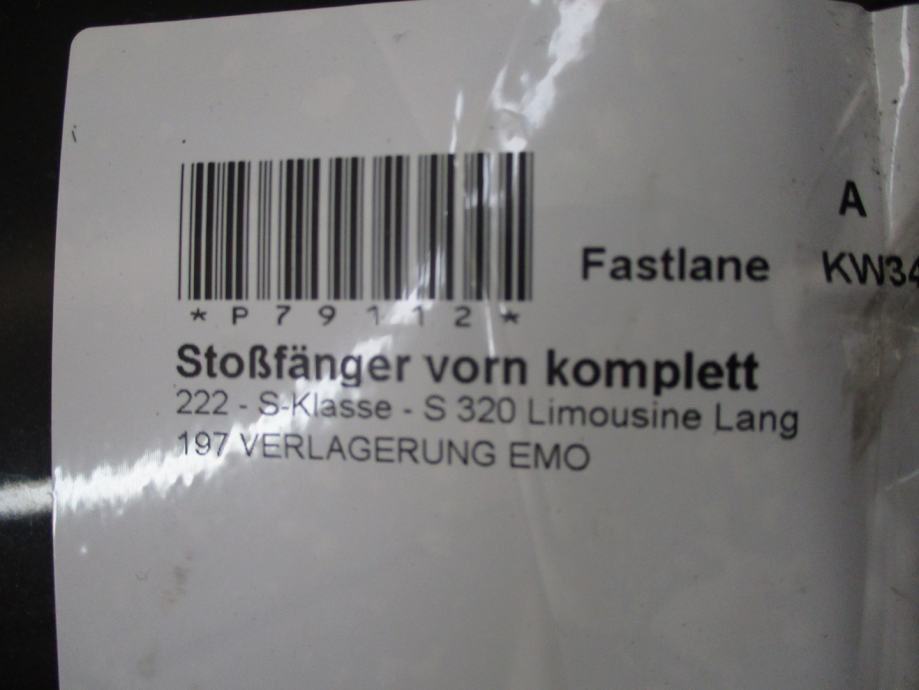 A
Fastlane KW34
*P79112*
Stoßfänger vorn komplett
222 - S-Klasse - S 320 Limousine Lang
197 VERLAGERUNG EMO